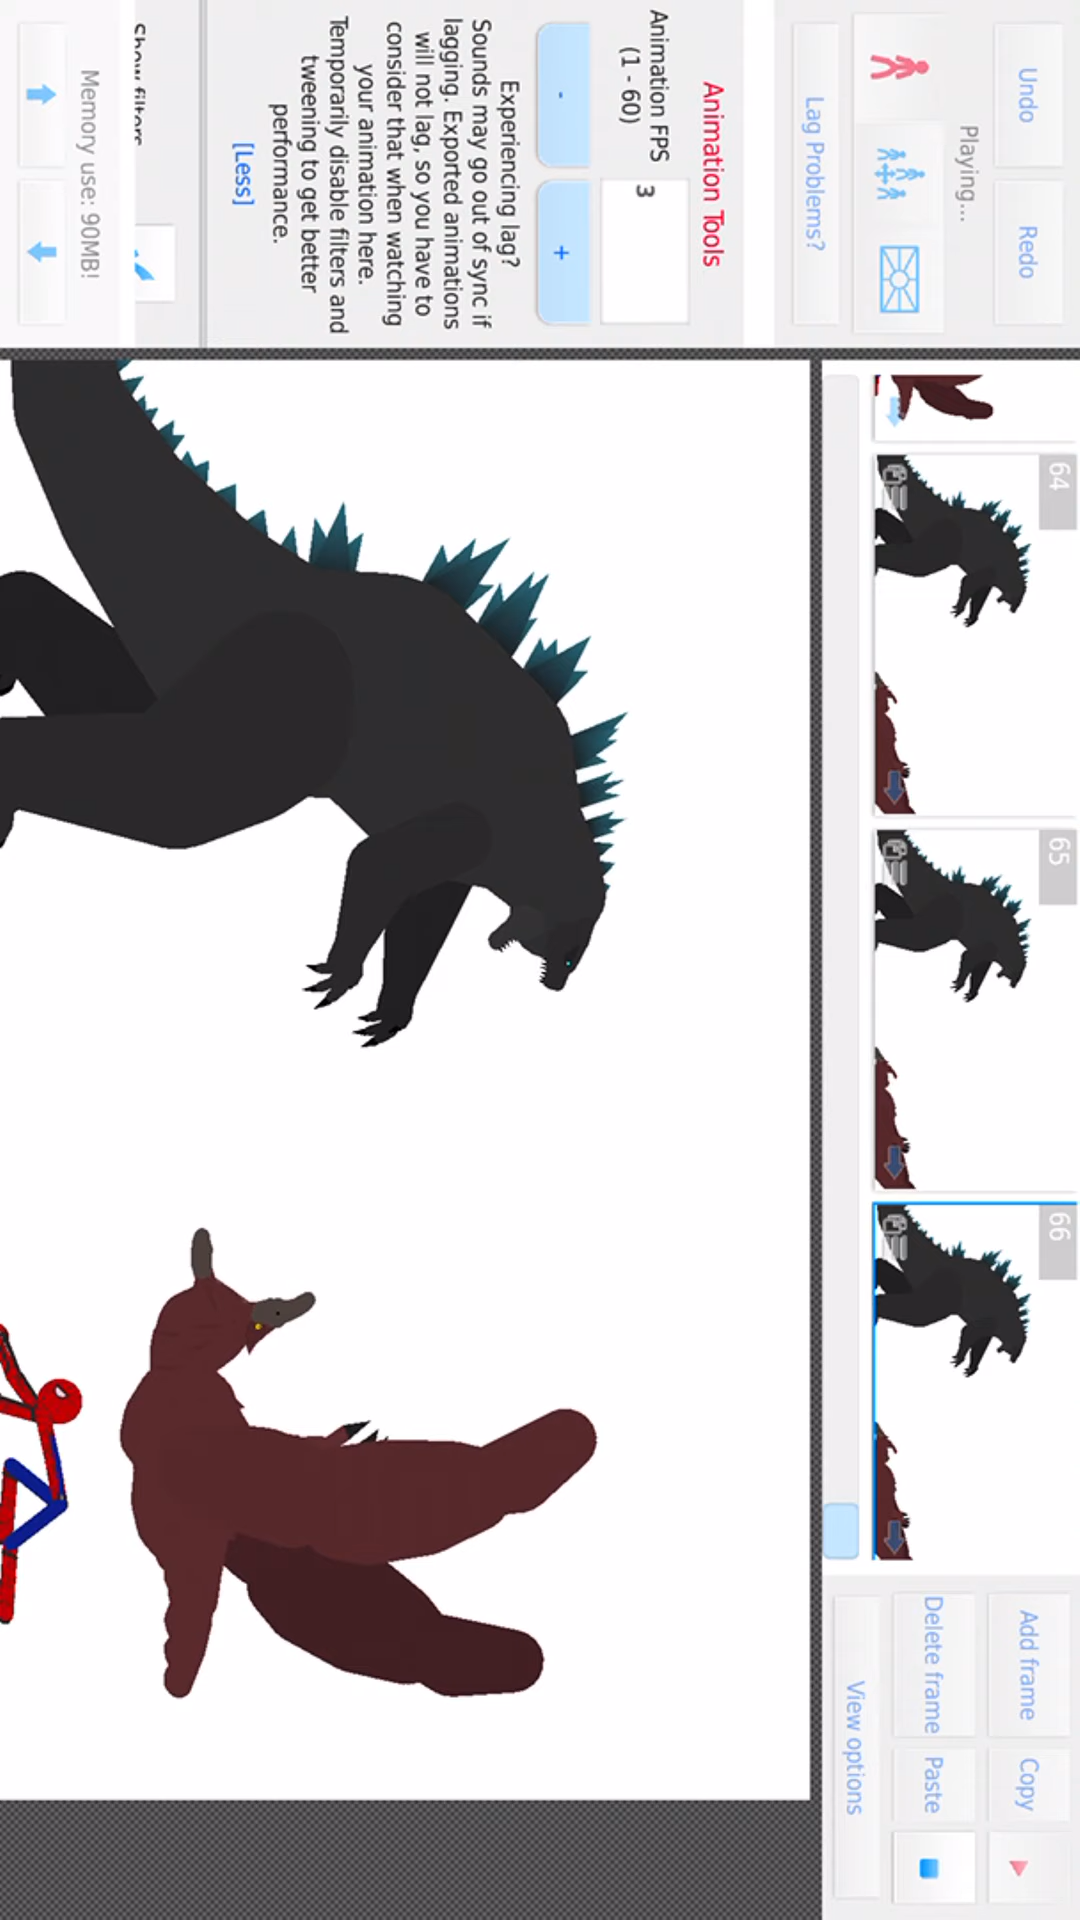 Undo
Redo
Playing...
Lag Problems?
64
65
66
Add frame
Copy
Delete frame
Paste
View options
Animation Tools
Animation FPS
(1 - 60)
3
-
+
Experiencing lag?
Sounds may go out of sync if
lagging. Exported animations
will not lag, so you have to
consider that when watching
your animation here.
Temporarily disable filters and
tweening to get better
performance.
[Less]
Show filters
Memory use: 90MB!